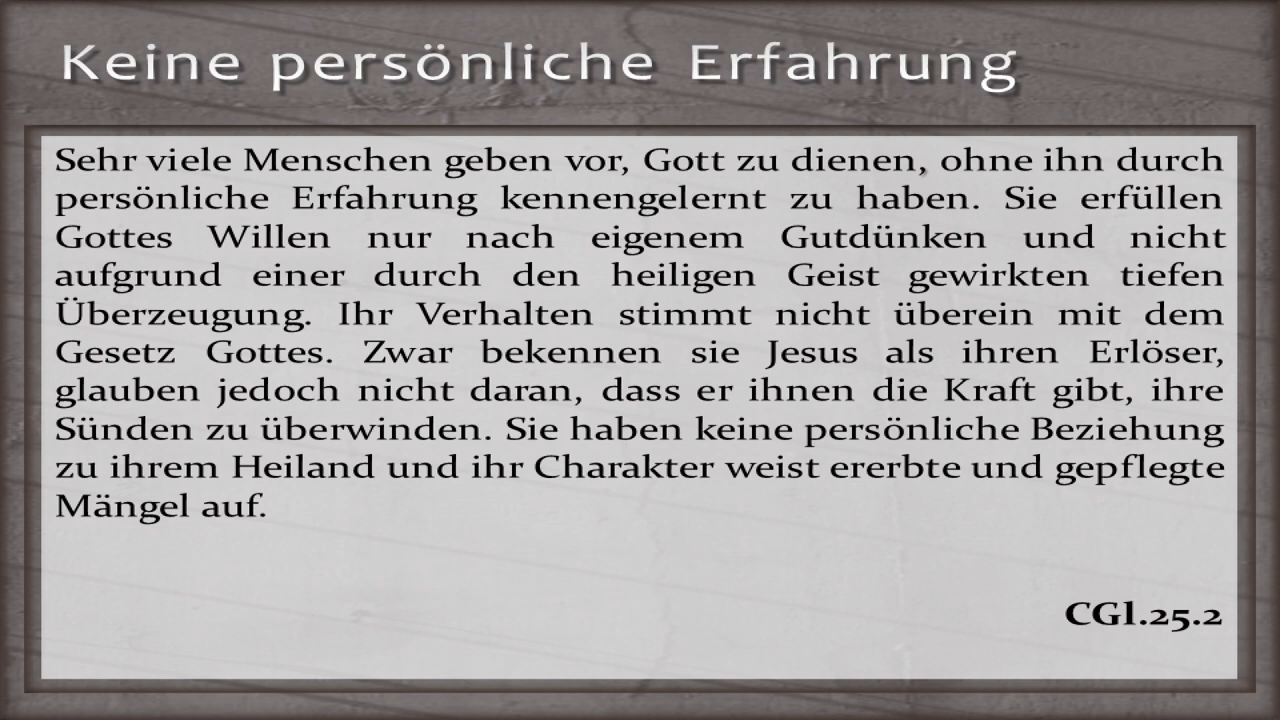 Keine persönliche Erfahrung
Sehr viele Menschen geben vor, Gott zu dienen, ohne ihn durch
persönliche Erfahrung kennengelernt zu haben. Sie erfüllen
Gottes Willen nur nach eigenem Gutdünken und nicht
aufgrund einer durch den heiligen Geist gewirkten tiefen
Überzeugung. Ihr Verhalten stimmt nicht überein mit dem
Gesetz Gottes. Zwar bekennen sie Jesus als ihren Erlöser,
glauben jedoch nicht daran, dass er ihnen die Kraft gibt, ihre
Sünden zu überwinden. Sie haben keine persönliche Beziehung
zu ihrem Heiland und ihr Charakter weist ererbte und gepflegte
Mängel auf.
CGl.25.2